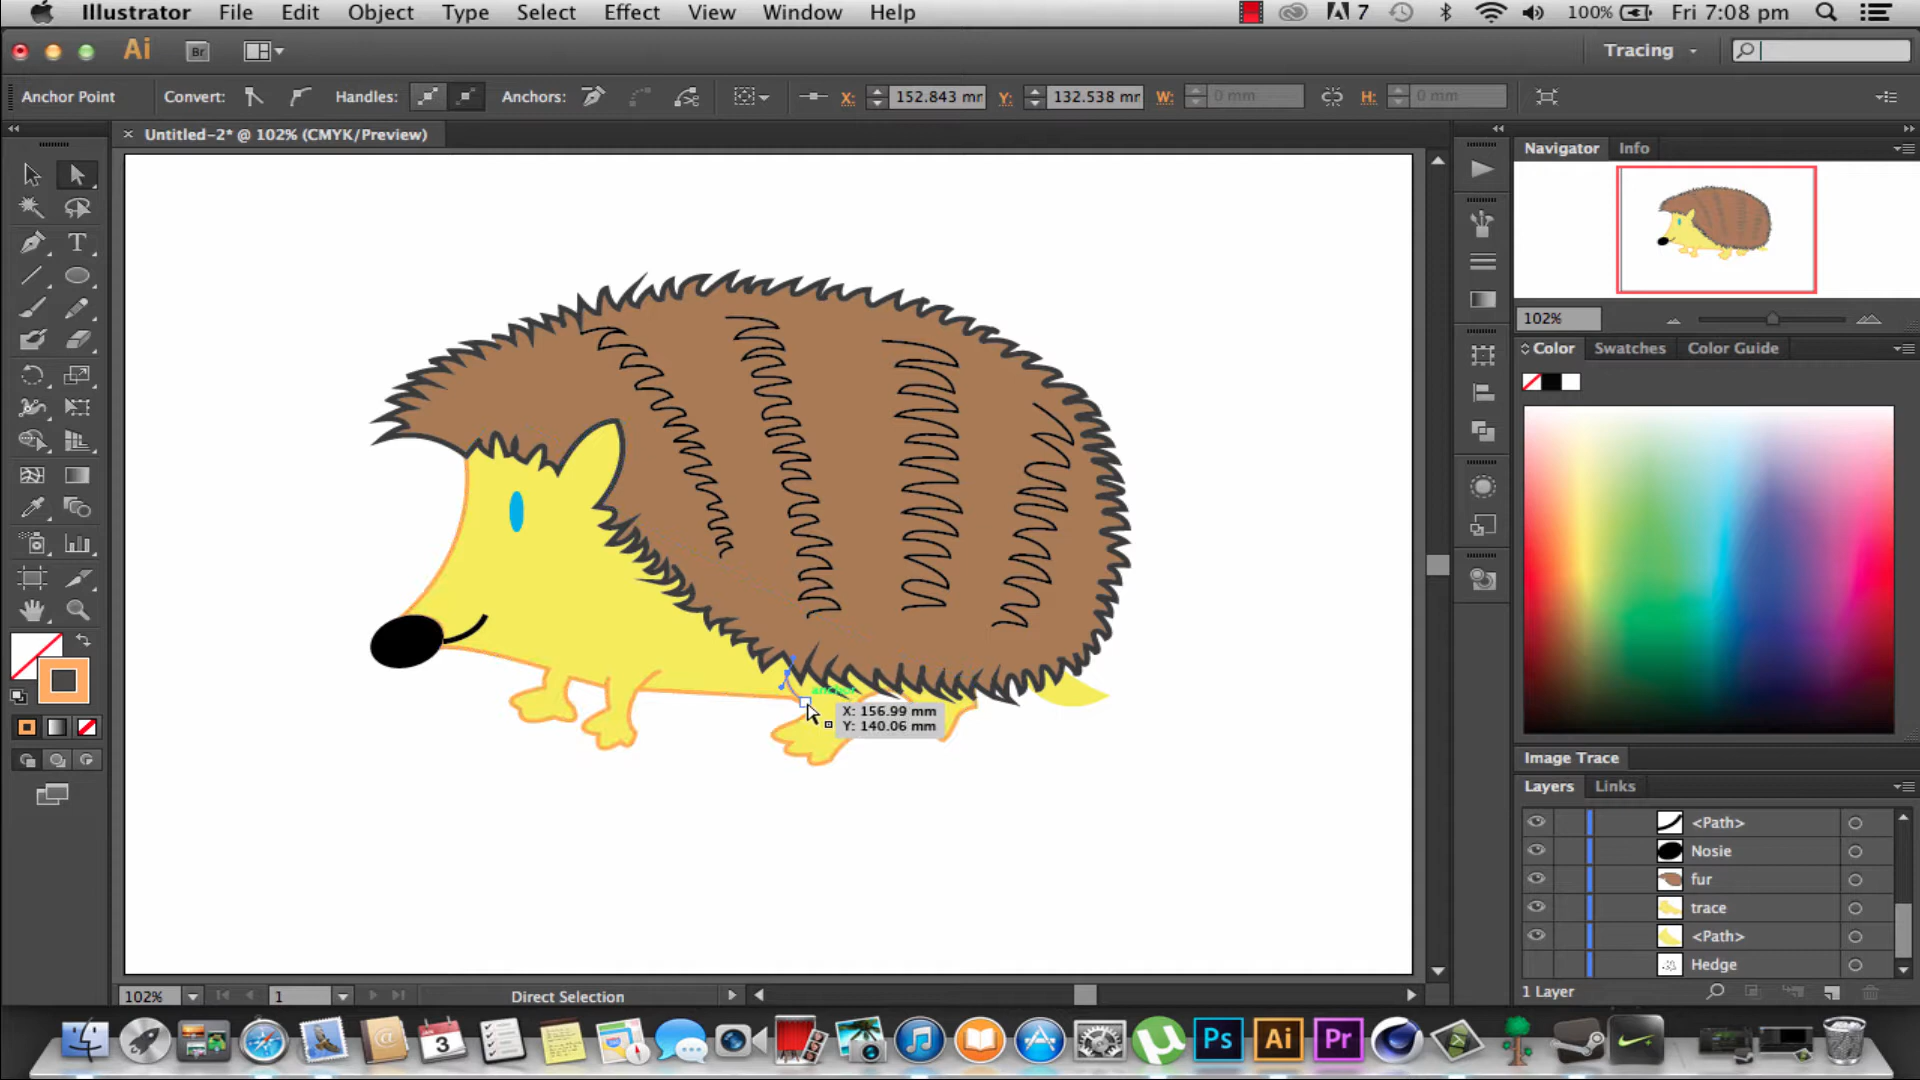 Illustrator File Edit Object Type Select Effect View Window Help 7 100% Fri 7:08 pm
Ai Br Tracing
Anchor Point Convert: Handles: Anchors: X: 152.843 mr Y: 132.538 mr W: 0 mm H: 0 mm
Untitled-2* @ 102% (CMYK/Preview)
Navigator Info
102%
Color Swatches Color Guide
anchor
X: 156.99 mm
Y: 140.06 mm
Image Trace
Layers Links
<Path>
Nosie
fur
trace
<Path>
Hedge
1 Layer
102% 1 Direct Selection
JAN
3
Ps Ai Pr